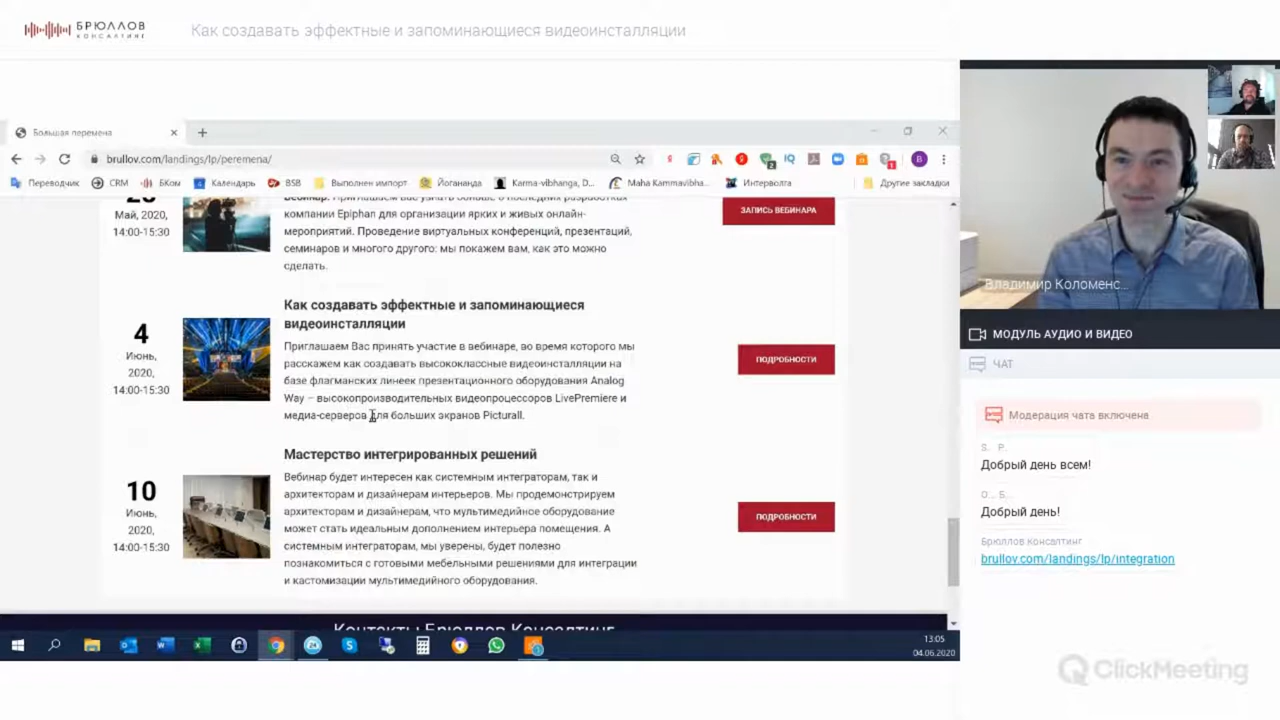 БРЮЛЛОВ
КОНСАЛТИНГ
Как создавать эффектные и запоминающиеся видеоинсталляции
Большая перемена
brullov.com/landings/lp/peremena/
Переводчик
CRM
БКом
Календарь
BSB
Выполнен импорт
Йогананда
Karma-vibhanga, D...
Maha Kammavibha...
Интерволга
Другие закладки
Май, 2020,
14:00-15:30
компании Epiphan для организации ярких и живых онлайн-
мероприятий. Проведение виртуальных конференций, презентаций,
семинаров и многого другого: мы покажем вам, как это можно
сделать.
ЗАПИСЬ ВЕБИНАРА
4
Июнь,
2020,
14:00-15:30
Как создавать эффектные и запоминающиеся
видеоинсталляции
Приглашаем Вас принять участие в вебинаре, во время которого мы
расскажем как создавать высококлассные видеоинсталляции на
базе флагманских линеек презентационного оборудования Analog
Way – высокопроизводительных видеопроцессоров LivePremiere и
медиа-серверов для больших экранов Picturall.
ПОДРОБНОСТИ
10
Июнь,
2020,
14:00-15:30
Мастерство интегрированных решений
Вебинар будет интересен как системным интеграторам, так и
архитекторам и дизайнерам интерьеров. Мы продемонстрируем
архитекторам и дизайнерам, что мультимедийное оборудование
может стать идеальным дополнением интерьера помещения. А
системным интеграторам, мы уверены, будет полезно
познакомиться с готовыми мебельными решениями для интеграции
и кастомизации мультимедийного оборудования.
ПОДРОБНОСТИ
Контакты Брюллов Консалтинг
13:05
04.06.2020
Владимир Коломенс...
МОДУЛЬ АУДИО И ВИДЕО
ЧАТ
Модерация чата включена
S.. P..
Добрый день всем!
О... Б...
Добрый день!
Брюллов Консалтинг
brullov.com/landings/lp/integration
ClickMeeting